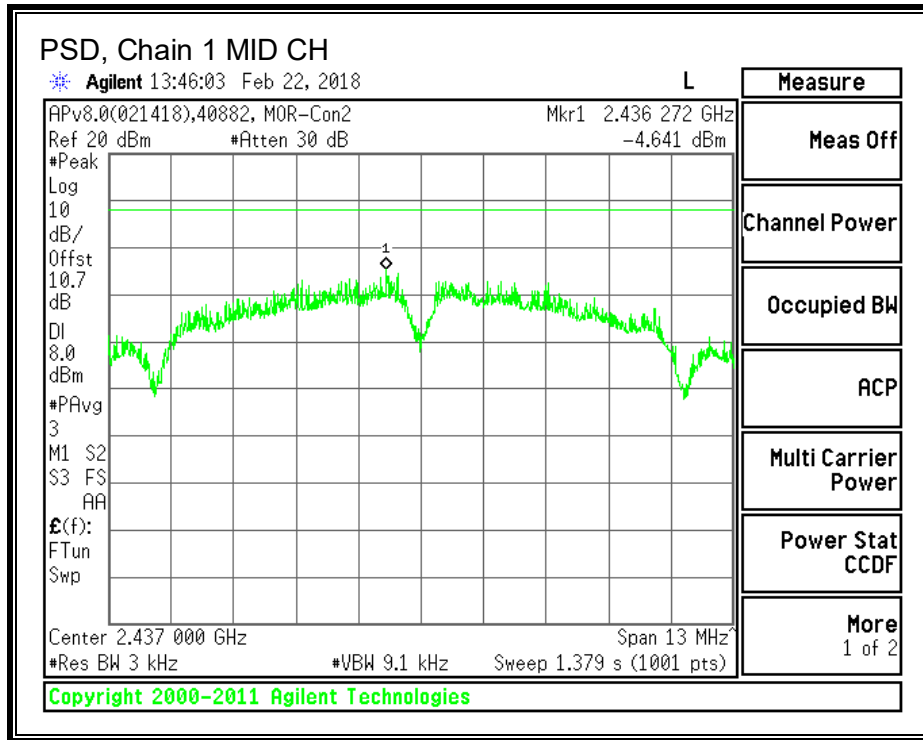 PSD, Chain 1 MID CH
Agilent 13:46:03 Feb 22, 2018 L
APv8.0(021418),40882, MOR-Con2 Mkr1 2.436 272 GHz
Ref 20 dBm #Atten 30 dB -4.641 dBm
#Peak
Log
10
dB/
Offst
10.7
dB
DI
8.0
dBm
#PAvg
3
M1 S2
S3 FS
AA
£(f):
FTun
Swp
1
Center 2.437 000 GHz Span 13 MHz^
#Res BW 3 kHz #VBW 9.1 kHz Sweep 1.379 s (1001 pts)
Copyright 2000-2011 Agilent Technologies
Measure
Meas Off
Channel Power
Occupied BW
ACP
Multi Carrier
Power
Power Stat
CCDF
More
1 of 2